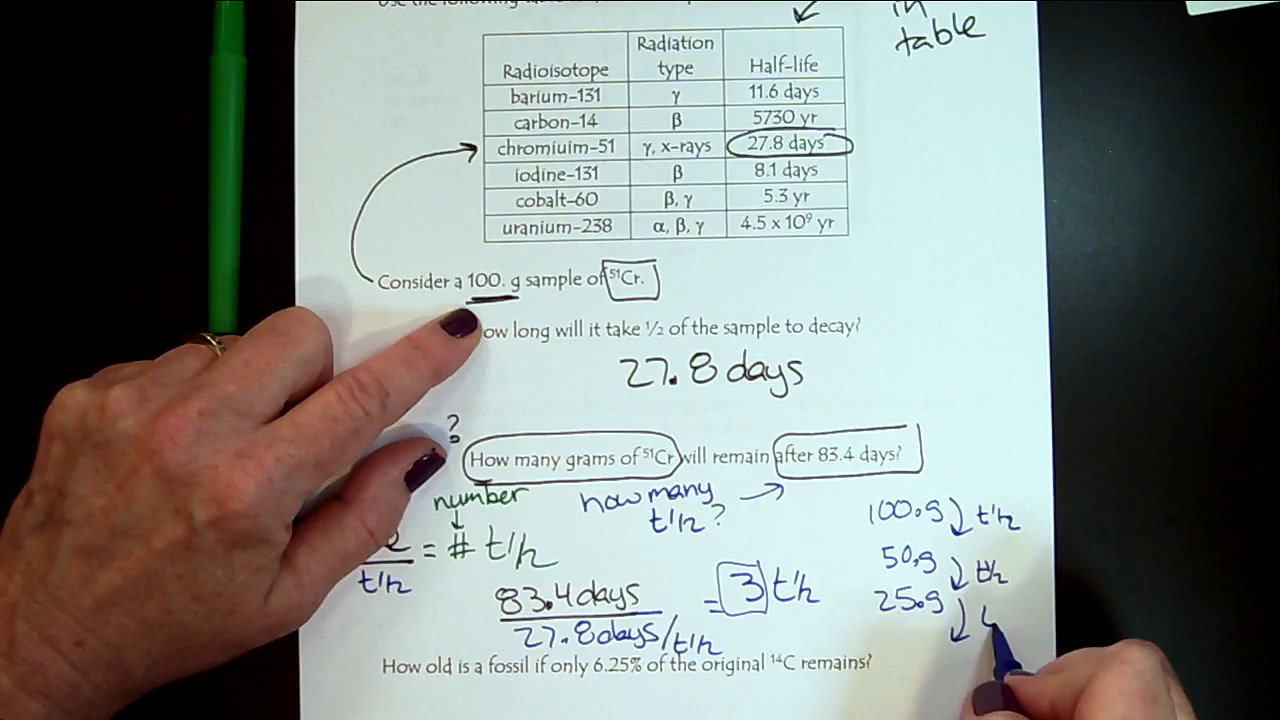 in
table
Radioisotope Radiation type Half-life
barium-131 γ 11.6 days
carbon-14 β 5730 yr
chromiuim-51 γ, x-rays 27.8 days
iodine-131 β 8.1 days
cobalt-60 β, γ 5.3 yr
uranium-238 α, β, γ 4.5 x 10⁹ yr
Consider a 100. g sample of ⁵¹Cr.
ow long will it take ½ of the sample to decay?
27.8 days
?
How many grams of ⁵¹Cr will remain after 83.4 days?
number
how many
t½?
= # t½
t½
83.4 days
27.8 days/t½
= 3 t½
100.g t½
50.g t½
25.g
How old is a fossil if only 6.25% of the original ¹⁴C remains?